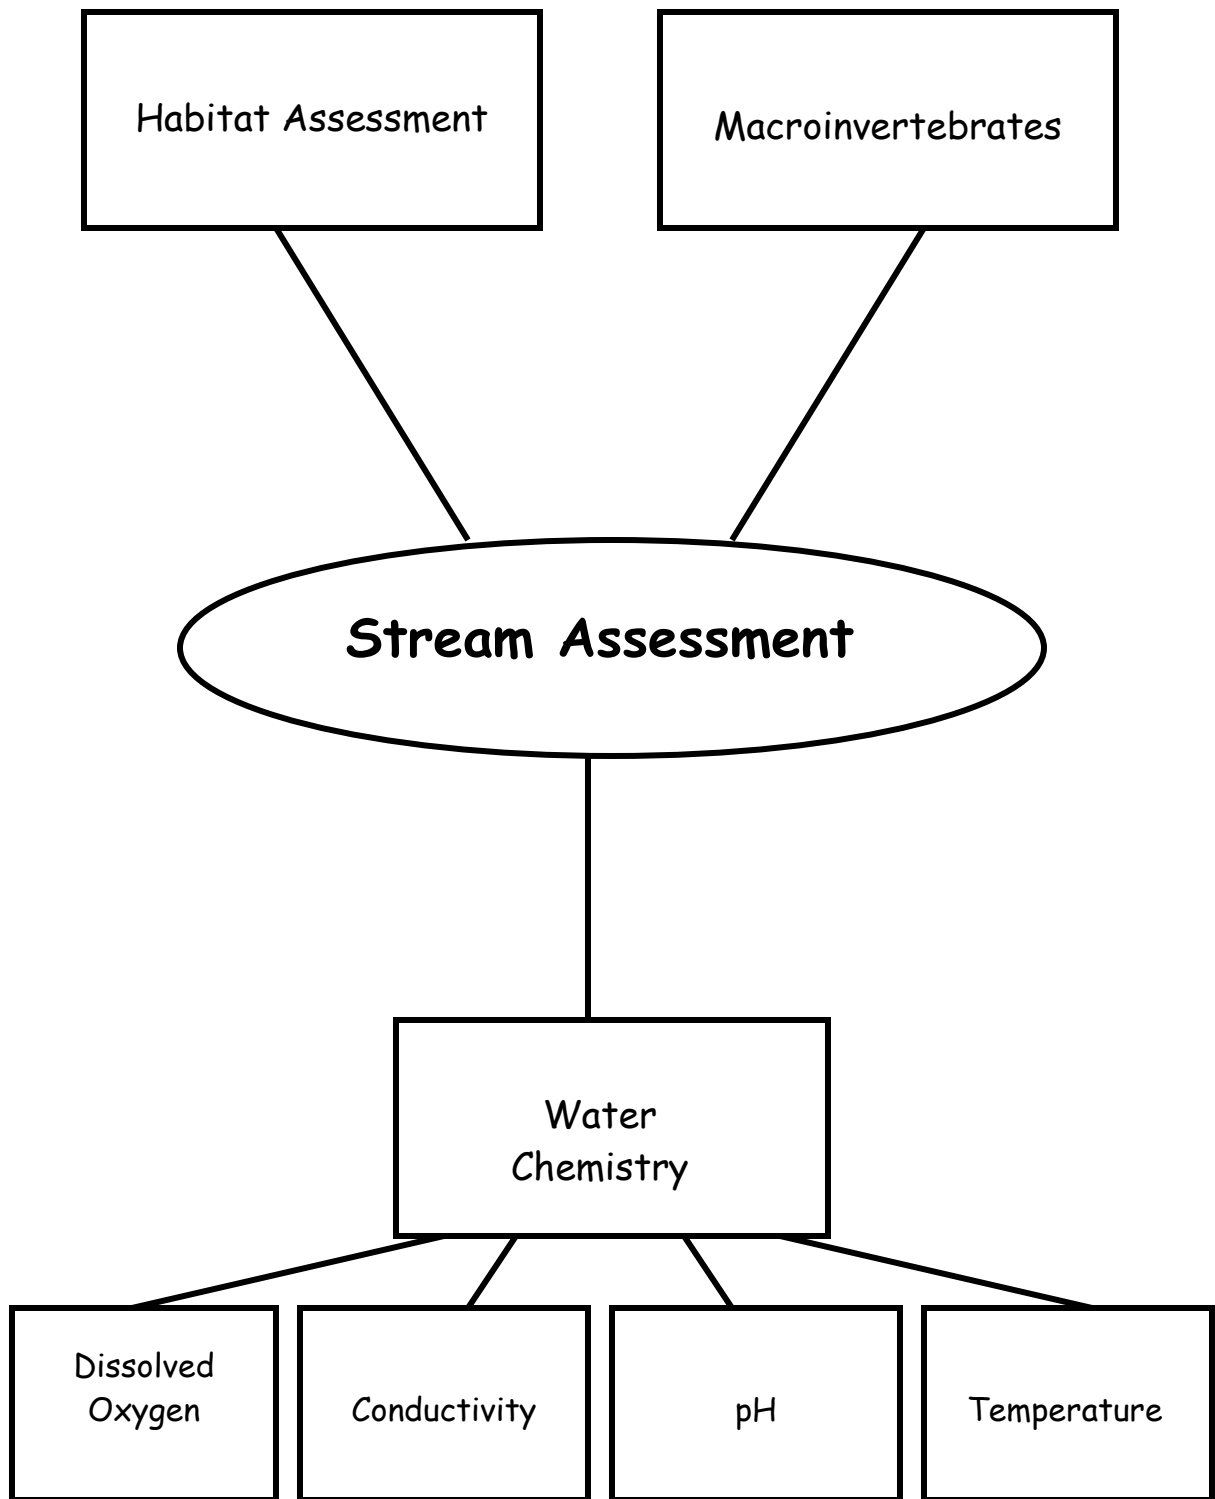 Habitat Assessment
Macroinvertebrates
Stream Assessment
Water
Chemistry
Dissolved
Oxygen
Conductivity
pH
Temperature